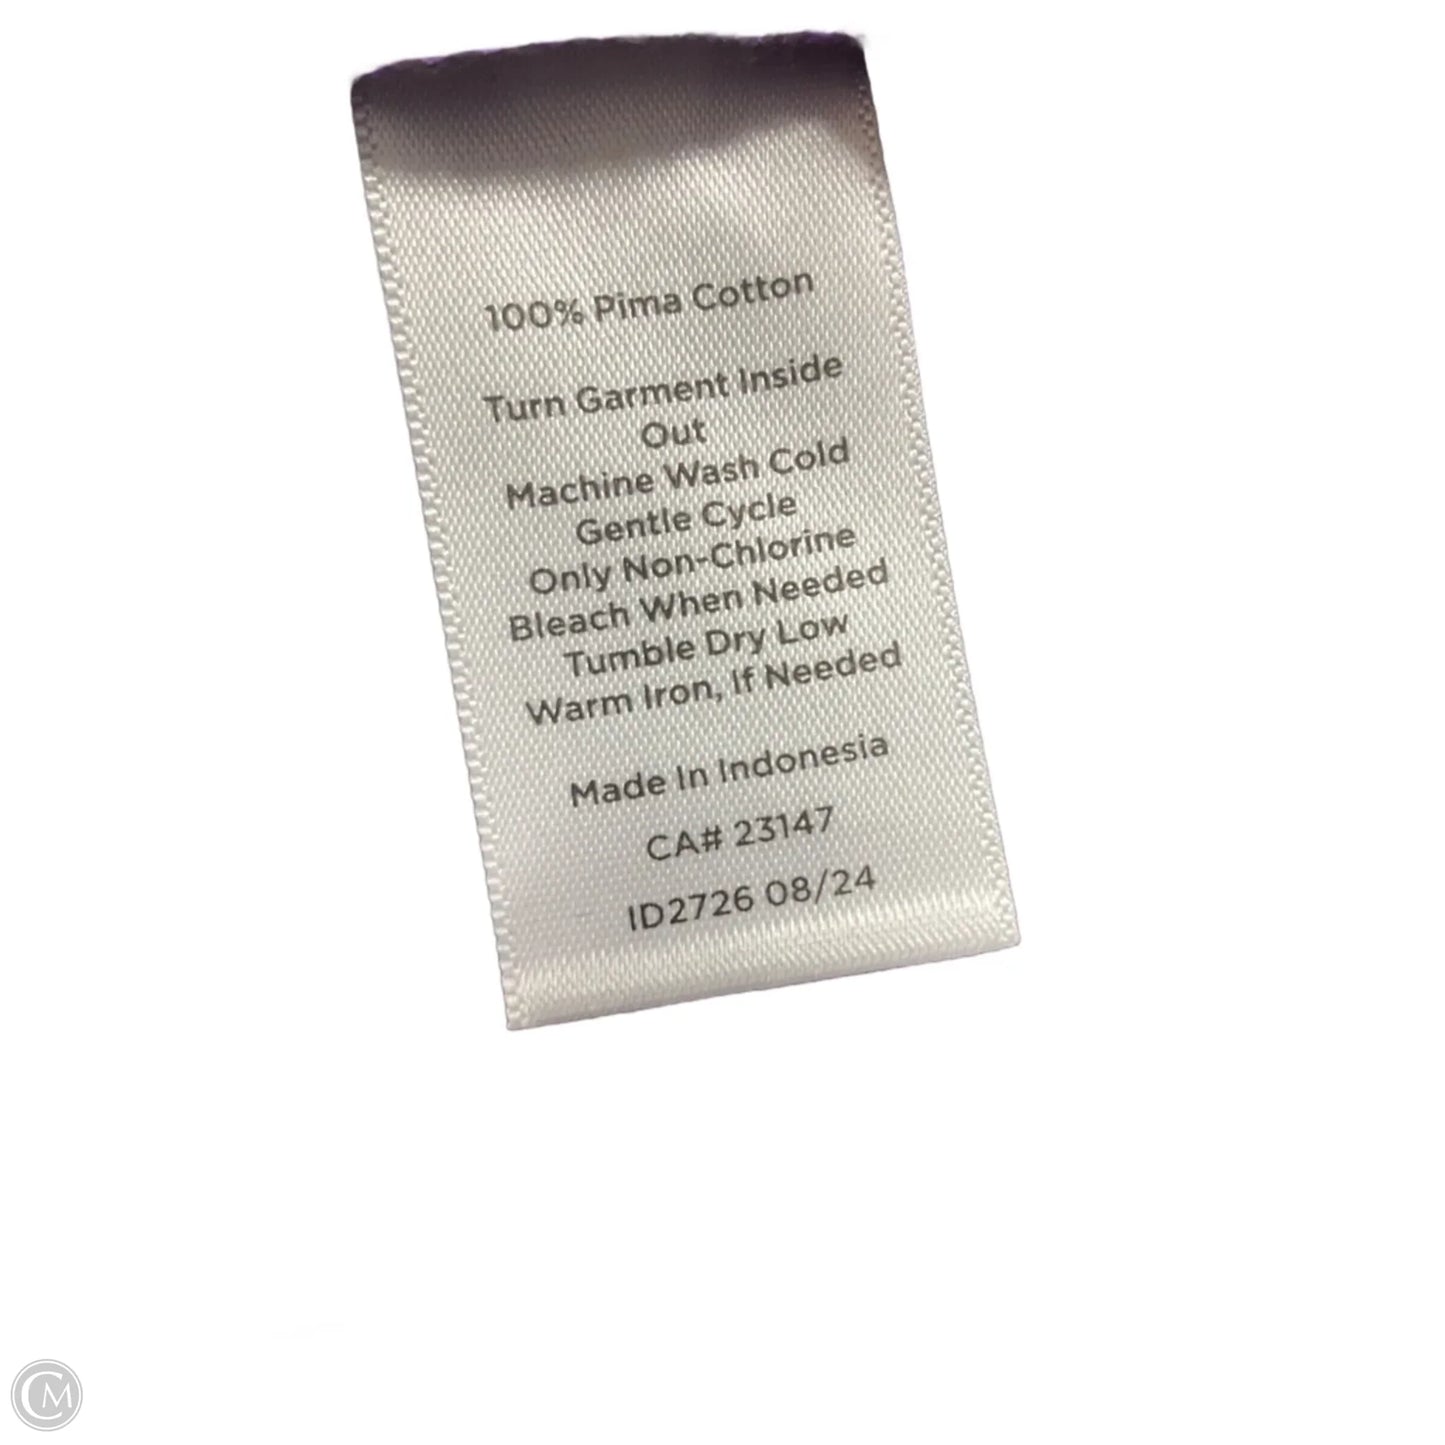 100% Pima Cotton
Turn Garment Inside
Out
Machine Wash Cold
Gentle Cycle
Only Non-Chlorine
Bleach When Needed
Tumble Dry Low
Warm Iron, If Needed
Made In Indonesia
CA# 23147
ID2726 08/24
CM